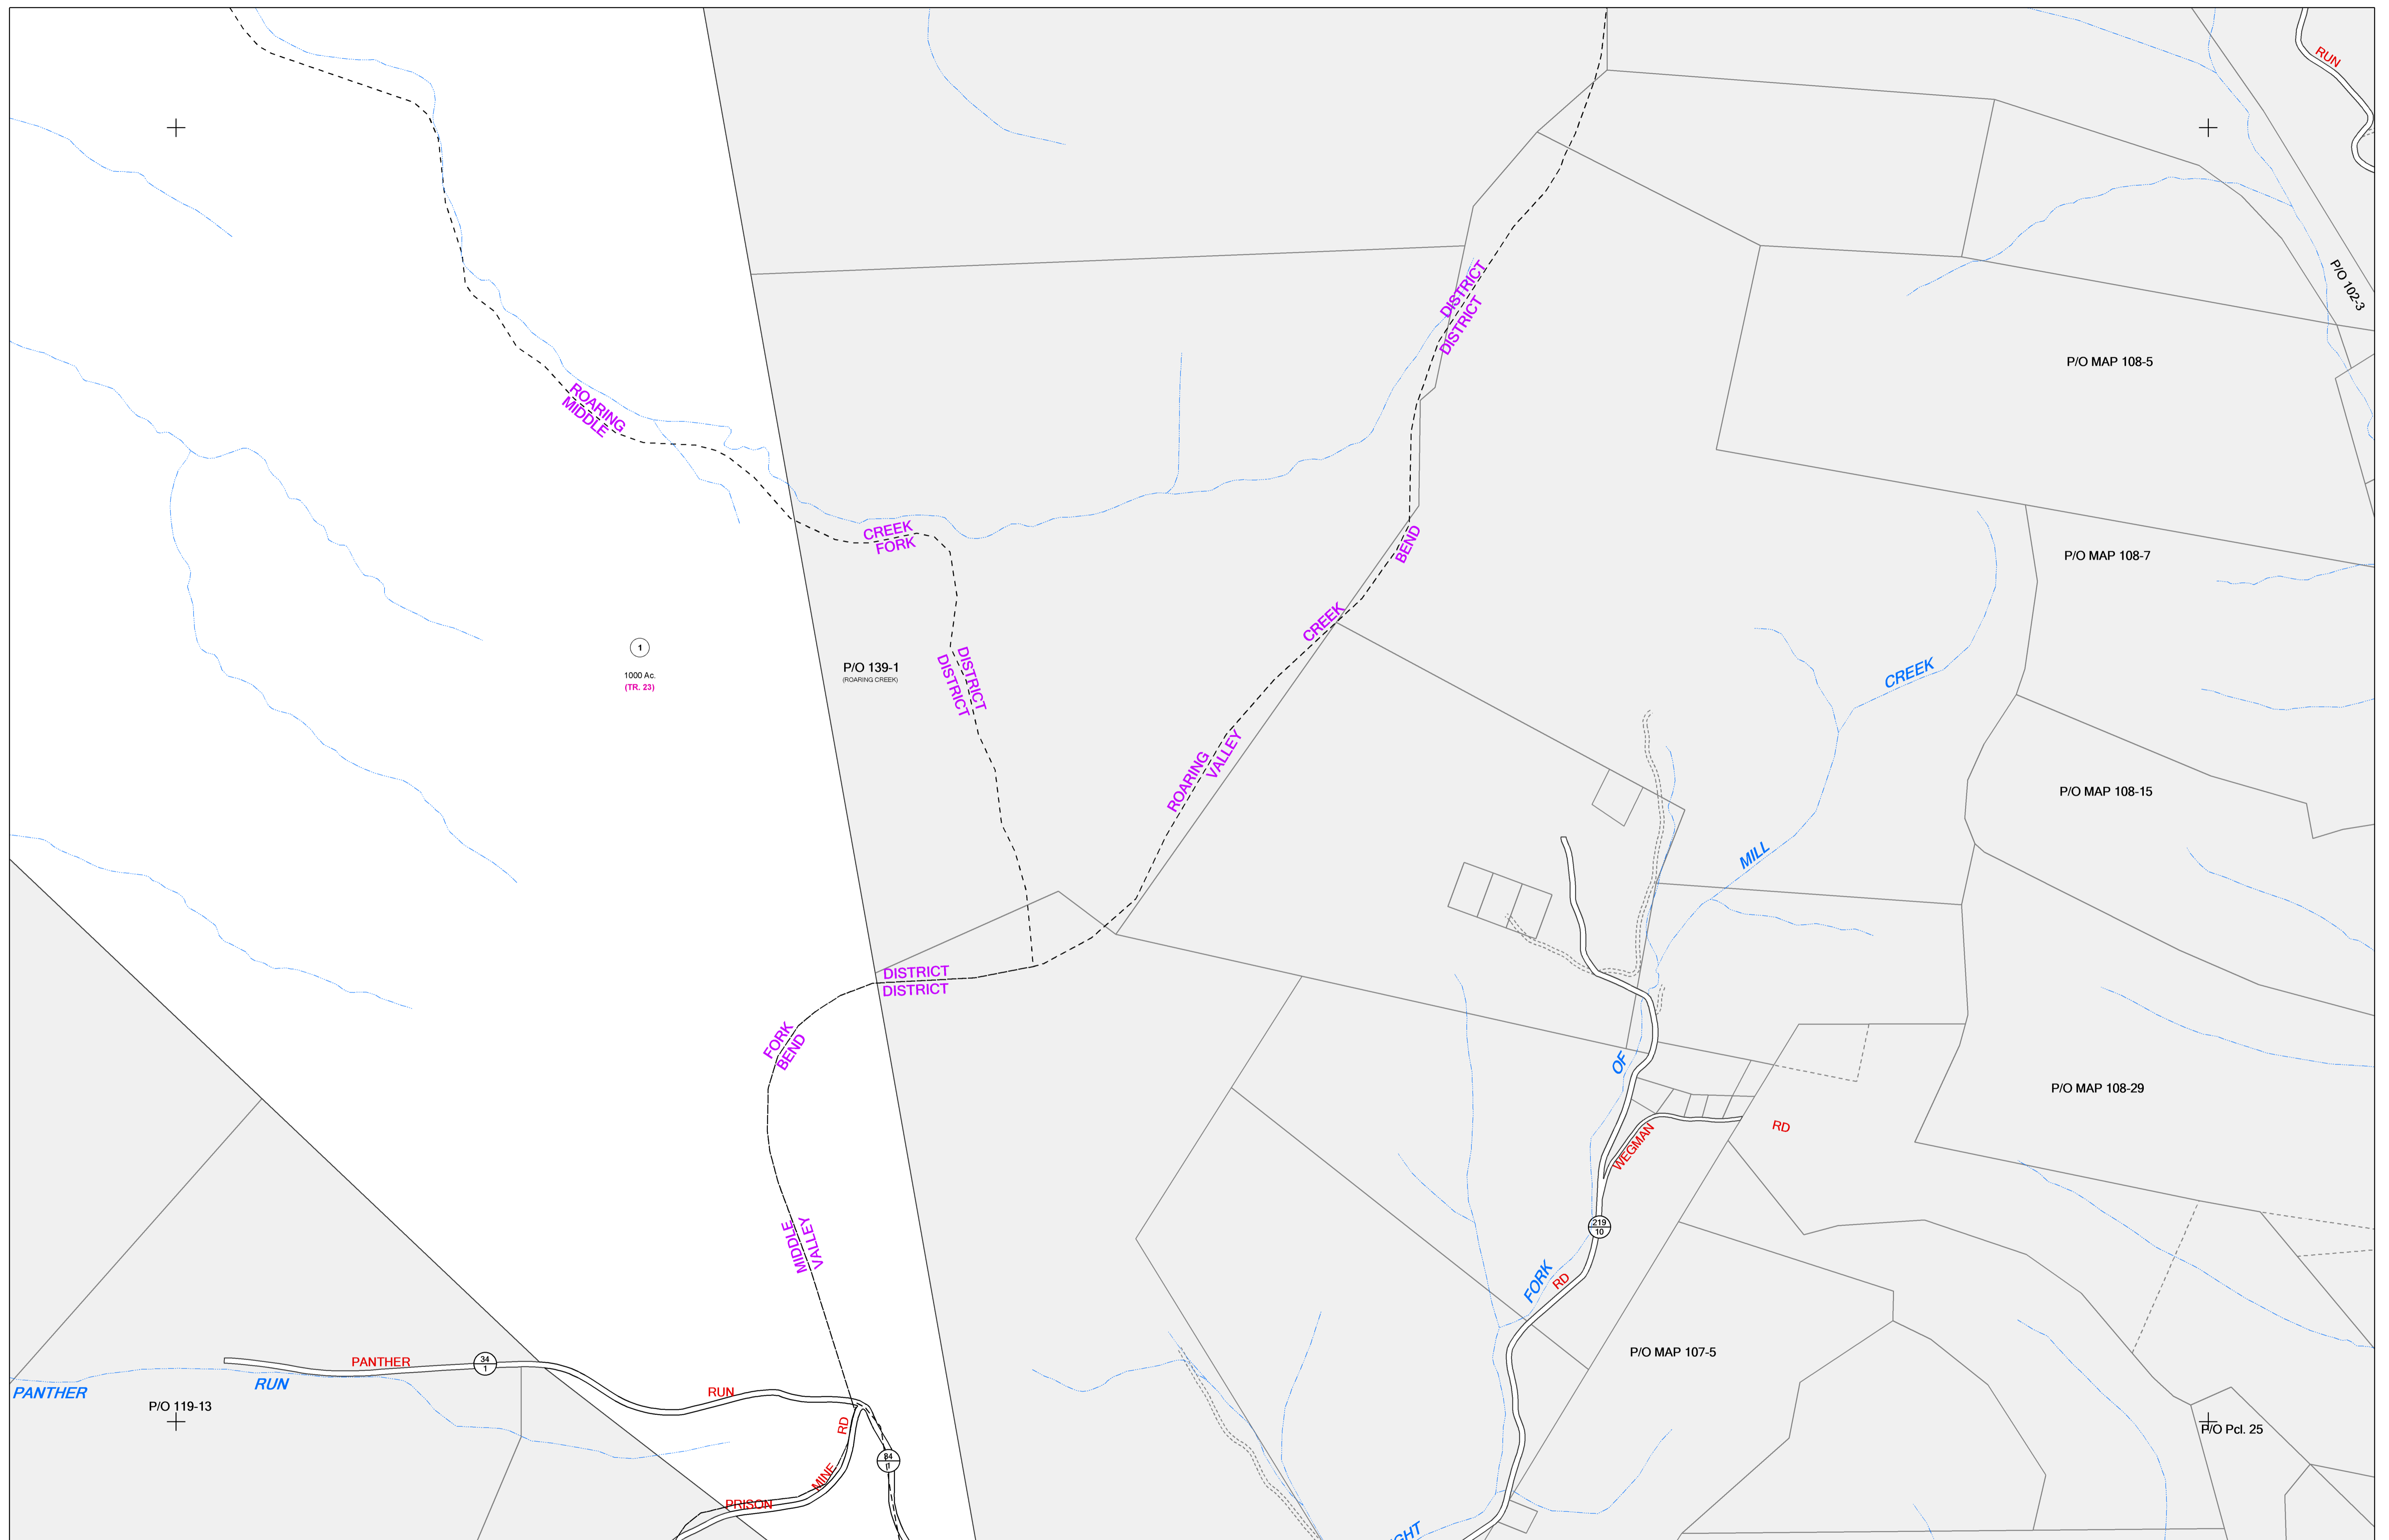 RUN
P/O 102-3
DISTRICT
DISTRICT
P/O MAP 108-5
ROARING
MIDDLE
CREEK
FORK
BEND
P/O MAP 108-7
CREEK
1
1000 Ac.
(TR. 23)
P/O 139-1
(ROARING CREEK)
DISTRICT
DISTRICT
CREEK
ROARING
VALLEY
P/O MAP 108-15
MILL
DISTRICT
DISTRICT
FORK
BEND
OF
P/O MAP 108-29
WEGMAN
RD
MIDDLE
VALLEY
219
10
FORK
RD
PANTHER
34
1
P/O MAP 107-5
PANTHER
RUN
RUN
P/O 119-13
RD
P/O Pcl. 25
MINE
PRISON
GHT